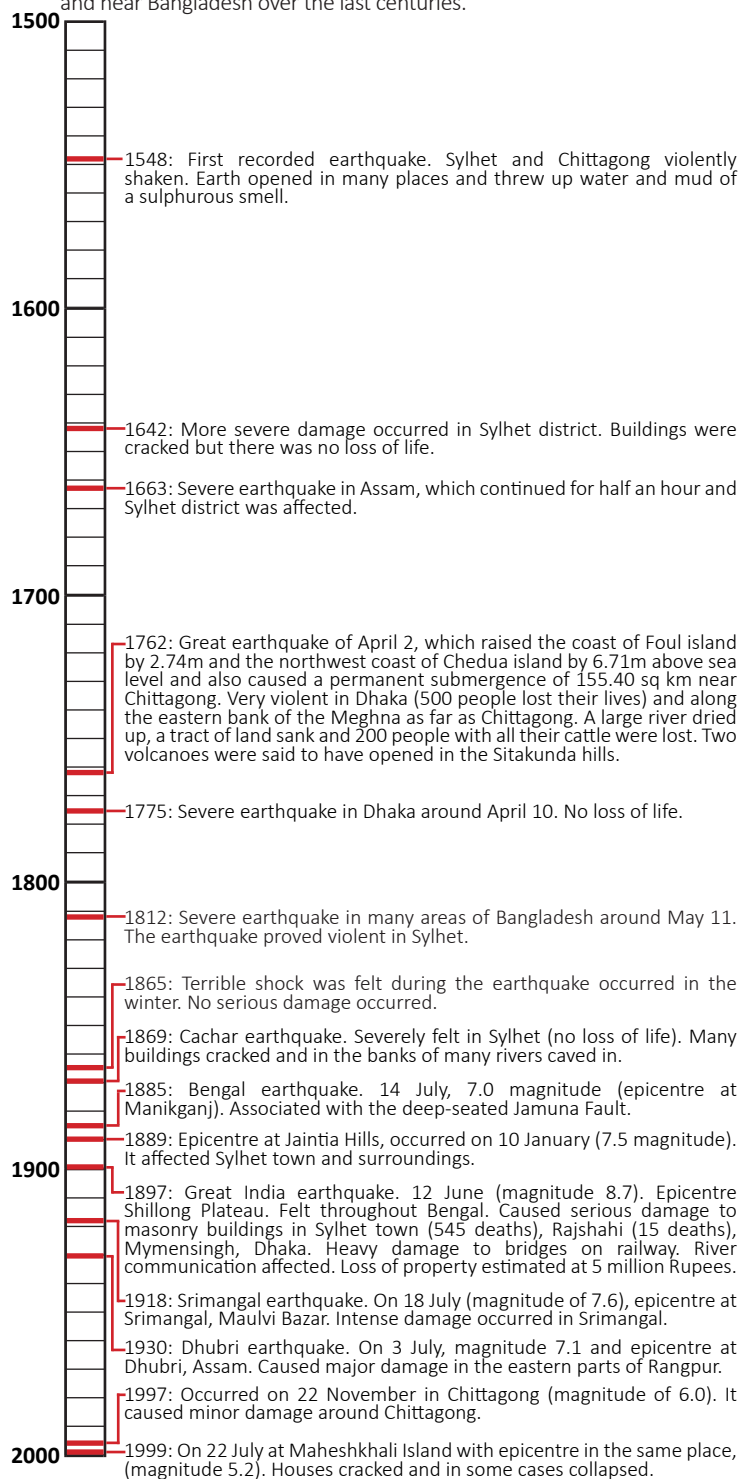 and near Bangladesh over the last centuries.
1500
1548: First recorded earthquake. Sylhet and Chittagong violently
shaken. Earth opened in many places and threw up water and mud of
a sulphurous smell.
1600
1642: More severe damage occurred in Sylhet district. Buildings were
cracked but there was no loss of life.
1663: Severe earthquake in Assam, which continued for half an hour and
Sylhet district was affected.
1700
1762: Great earthquake of April 2, which raised the coast of Foul island
by 2.74m and the northwest coast of Chedua island by 6.71m above sea
level and also caused a permanent submergence of 155.40 sq km near
Chittagong. Very violent in Dhaka (500 people lost their lives) and along
the eastern bank of the Meghna as far as Chittagong. A large river dried
up, a tract of land sank and 200 people with all their cattle were lost. Two
volcanoes were said to have opened in the Sitakunda hills.
1775: Severe earthquake in Dhaka around April 10. No loss of life.
1800
1812: Severe earthquake in many areas of Bangladesh around May 11.
The earthquake proved violent in Sylhet.
1865: Terrible shock was felt during the earthquake occurred in the
winter. No serious damage occurred.
1869: Cachar earthquake. Severely felt in Sylhet (no loss of life). Many
buildings cracked and in the banks of many rivers caved in.
1885: Bengal earthquake. 14 July, 7.0 magnitude (epicentre at
Manikganj). Associated with the deep-seated Jamuna Fault.
1889: Epicentre at Jaintia Hills, occurred on 10 January (7.5 magnitude).
It affected Sylhet town and surroundings.
1900
1897: Great India earthquake. 12 June (magnitude 8.7). Epicentre
Shillong Plateau. Felt throughout Bengal. Caused serious damage to
masonry buildings in Sylhet town (545 deaths), Rajshahi (15 deaths),
Mymensingh, Dhaka. Heavy damage to bridges on railway. River
communication affected. Loss of property estimated at 5 million Rupees.
1918: Srimangal earthquake. On 18 July (magnitude of 7.6), epicentre at
Srimangal, Maulvi Bazar. Intense damage occurred in Srimangal.
1930: Dhubri earthquake. On 3 July, magnitude 7.1 and epicentre at
Dhubri, Assam. Caused major damage in the eastern parts of Rangpur.
1997: Occurred on 22 November in Chittagong (magnitude of 6.0). It
caused minor damage around Chittagong.
2000
1999: On 22 July at Maheshkhali Island with epicentre in the same place,
(magnitude 5.2). Houses cracked and in some cases collapsed.